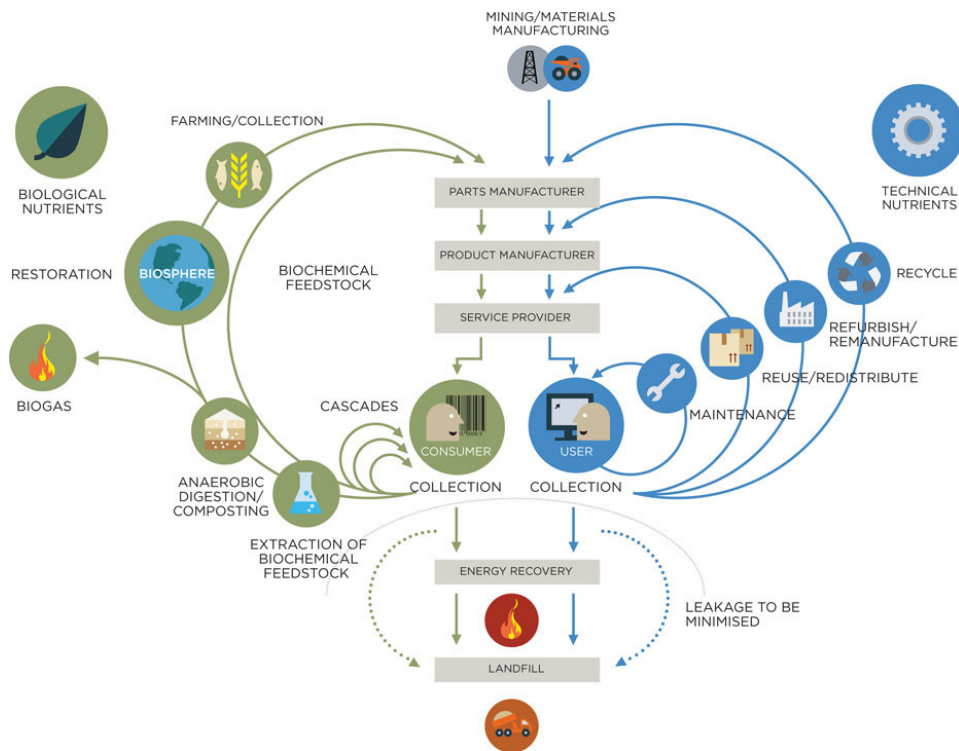 MINING/MATERIALS
MANUFACTURING
FARMING/COLLECTION
BIOLOGICAL
NUTRIENTS
PARTS MANUFACTURER
TECHNICAL
NUTRIENTS
RESTORATION
BIOSPHERE
BIOCHEMICAL
FEEDSTOCK
PRODUCT MANUFACTURER
RECYCLE
SERVICE PROVIDER
REFURBISH/
REMANUFACTURE
REUSE/REDISTRIBUTE
BIOGAS
CASCADES
MAINTENANCE
CONSUMER
USER
COLLECTION
COLLECTION
ANAEROBIC
DIGESTION/
COMPOSTING
EXTRACTION OF
BIOCHEMICAL
FEEDSTOCK
ENERGY RECOVERY
LEAKAGE TO BE
MINIMISED
LANDFILL